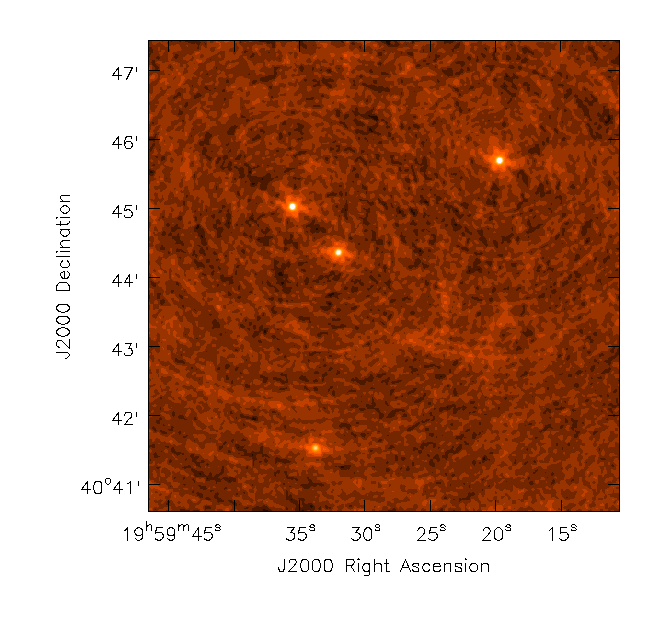 47'
46'
45'
44'
43'
42'
40°41'
J2000 Declination
19ʰ59ᵐ45ˢ 35ˢ 30ˢ 25ˢ 20ˢ 15ˢ
J2000 Right Ascension